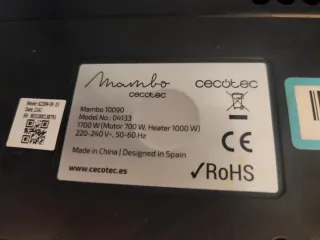 Mambo
cecotec
cecotec
Mambo 10090
Model No.: 04133
1700 W (Motor 700 W, Heater 1000 W)
220-240 V~, 50-60 Hz
Made in China | Designed in Spain
www.cecotec.es
CE
✓RoHS